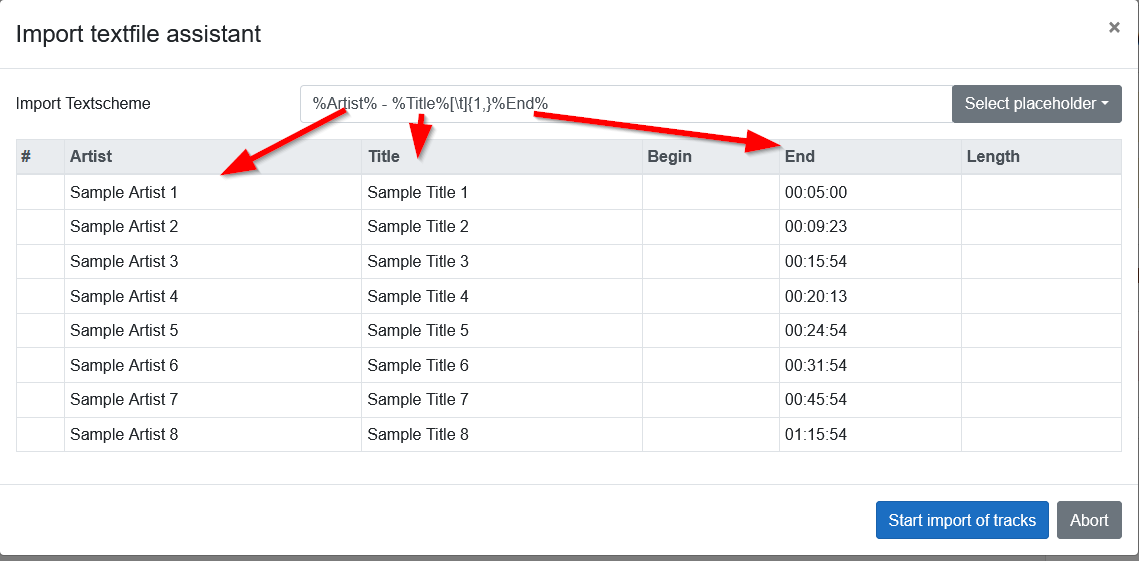 Import textfile assistant ×
Import Textscheme %Artist% - %Title%[\t]{1,}%End% Select placeholder
# Artist Title Begin End Length
Sample Artist 1 Sample Title 1 00:05:00
Sample Artist 2 Sample Title 2 00:09:23
Sample Artist 3 Sample Title 3 00:15:54
Sample Artist 4 Sample Title 4 00:20:13
Sample Artist 5 Sample Title 5 00:24:54
Sample Artist 6 Sample Title 6 00:31:54
Sample Artist 7 Sample Title 7 00:45:54
Sample Artist 8 Sample Title 8 01:15:54
Start import of tracks Abort